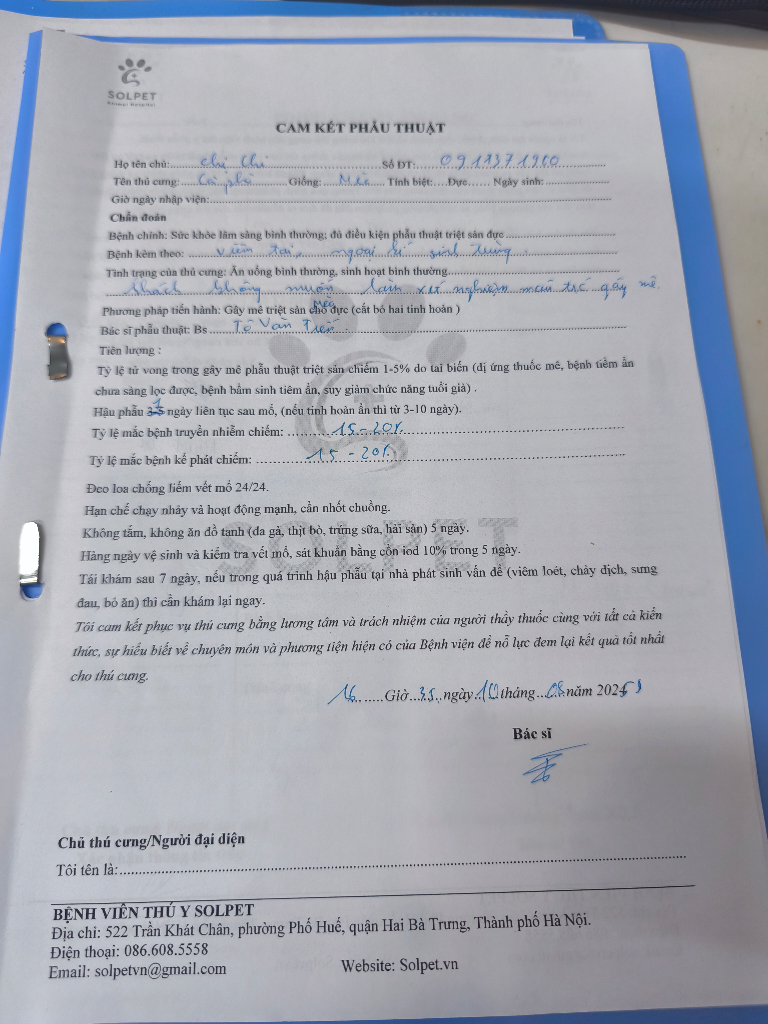 SOLPET
Animal Hospital
CAM KẾT PHẪU THUẬT
Họ tên chủ: Chị Chi Số ĐT: 0917371960
Tên thú cưng: Cà phê Giống: Mèo Tính biệt: Đực Ngày sinh:
Giờ ngày nhập viện:
Chẩn đoán
Bệnh chính: Sức khỏe lâm sàng bình thường; đủ điều kiện phẫu thuật triệt sản đực
Bệnh kèm theo: viêm tai, ngoại kí sinh trùng
Tình trạng của thú cưng: Ăn uống bình thường, sinh hoạt bình thường
Khách không muốn làm xét nghiệm máu trc gây mê
Phương pháp tiến hành: Gây mê triệt sản chó mèo đực (cắt bỏ hai tinh hoàn )
Bác sĩ phẫu thuật: Bs Tô Văn Tiến
Tiên lượng :
Tỷ lệ tử vong trong gây mê phẫu thuật triệt sản chiếm 1-5% do tai biến (dị ứng thuốc mê, bệnh tiềm ẩn
chưa sàng lọc được, bệnh bẩm sinh tiêm ẩn, suy giảm chức năng tuổi già) .
Hậu phẫu 3-5 ngày liên tục sau mổ, (nếu tinh hoàn ẩn thì từ 3-10 ngày).
Tỷ lệ mắc bệnh truyền nhiễm chiếm: 15-20%
Tỷ lệ mắc bệnh kế phát chiếm: 15-20%
Đeo loa chống liếm vết mổ 24/24.
Hạn chế chạy nhảy và hoạt động mạnh, cần nhốt chuồng.
Không tắm, không ăn đồ tanh (da gà, thịt bò, trứng sữa, hải sản) 5 ngày.
Hàng ngày vệ sinh và kiểm tra vết mổ, sát khuẩn bằng cồn iod 10% trong 5 ngày.
Tái khám sau 7 ngày, nếu trong quá trình hậu phẫu tại nhà phát sinh vấn đề (viêm loét, chảy dịch, sưng
đau, bỏ ăn) thì cần khám lại ngay.
Tôi cam kết phục vụ thú cưng bằng lương tâm và trách nhiệm của người thầy thuốc cùng với tất cả kiến
thức, sự hiểu biết về chuyên môn và phương tiện hiện có của Bệnh viện để nỗ lực đem lại kết quả tốt nhất
cho thú cưng.
16 Giờ 35 ngày 10 tháng 08 năm 2025
Bác sĩ
Chủ thú cưng/Người đại diện
Tôi tên là:
BỆNH VIÊN THÚ Y SOLPET
Địa chỉ: 522 Trần Khát Chân, phường Phố Huế, quận Hai Bà Trưng, Thành phố Hà Nội.
Điện thoại: 086.608.5558
Email: solpetvn@gmail.com Website: Solpet.vn